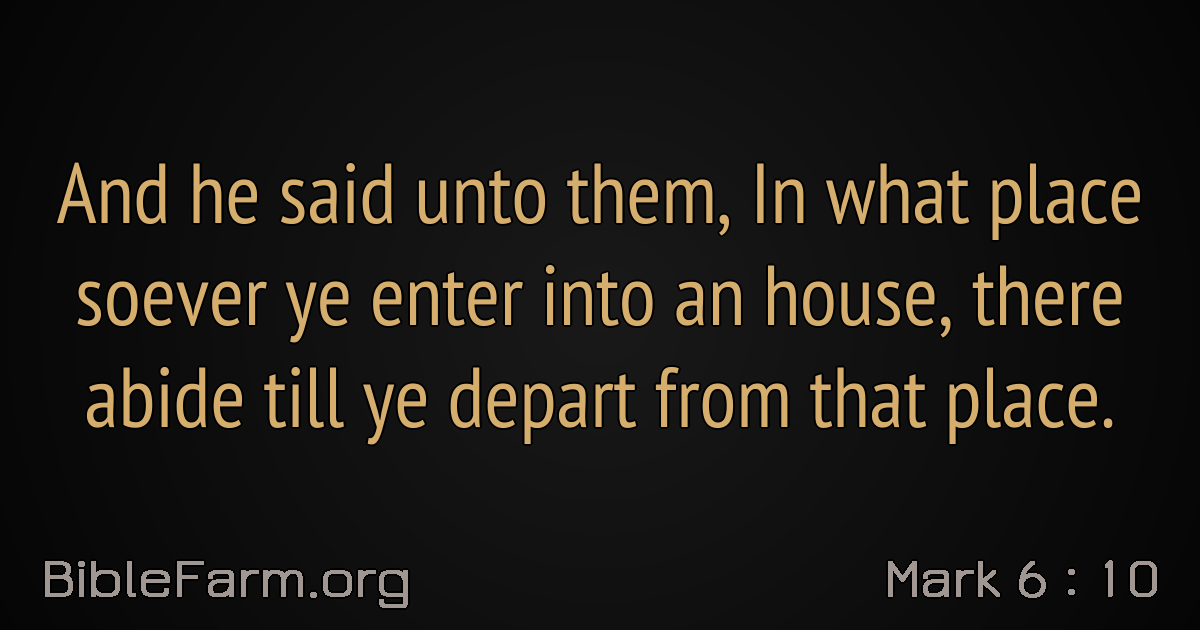 And he said unto them, In what place
soever ye enter into an house, there
abide till ye depart from that place.
BibleFarm.org
Mark 6 : 10